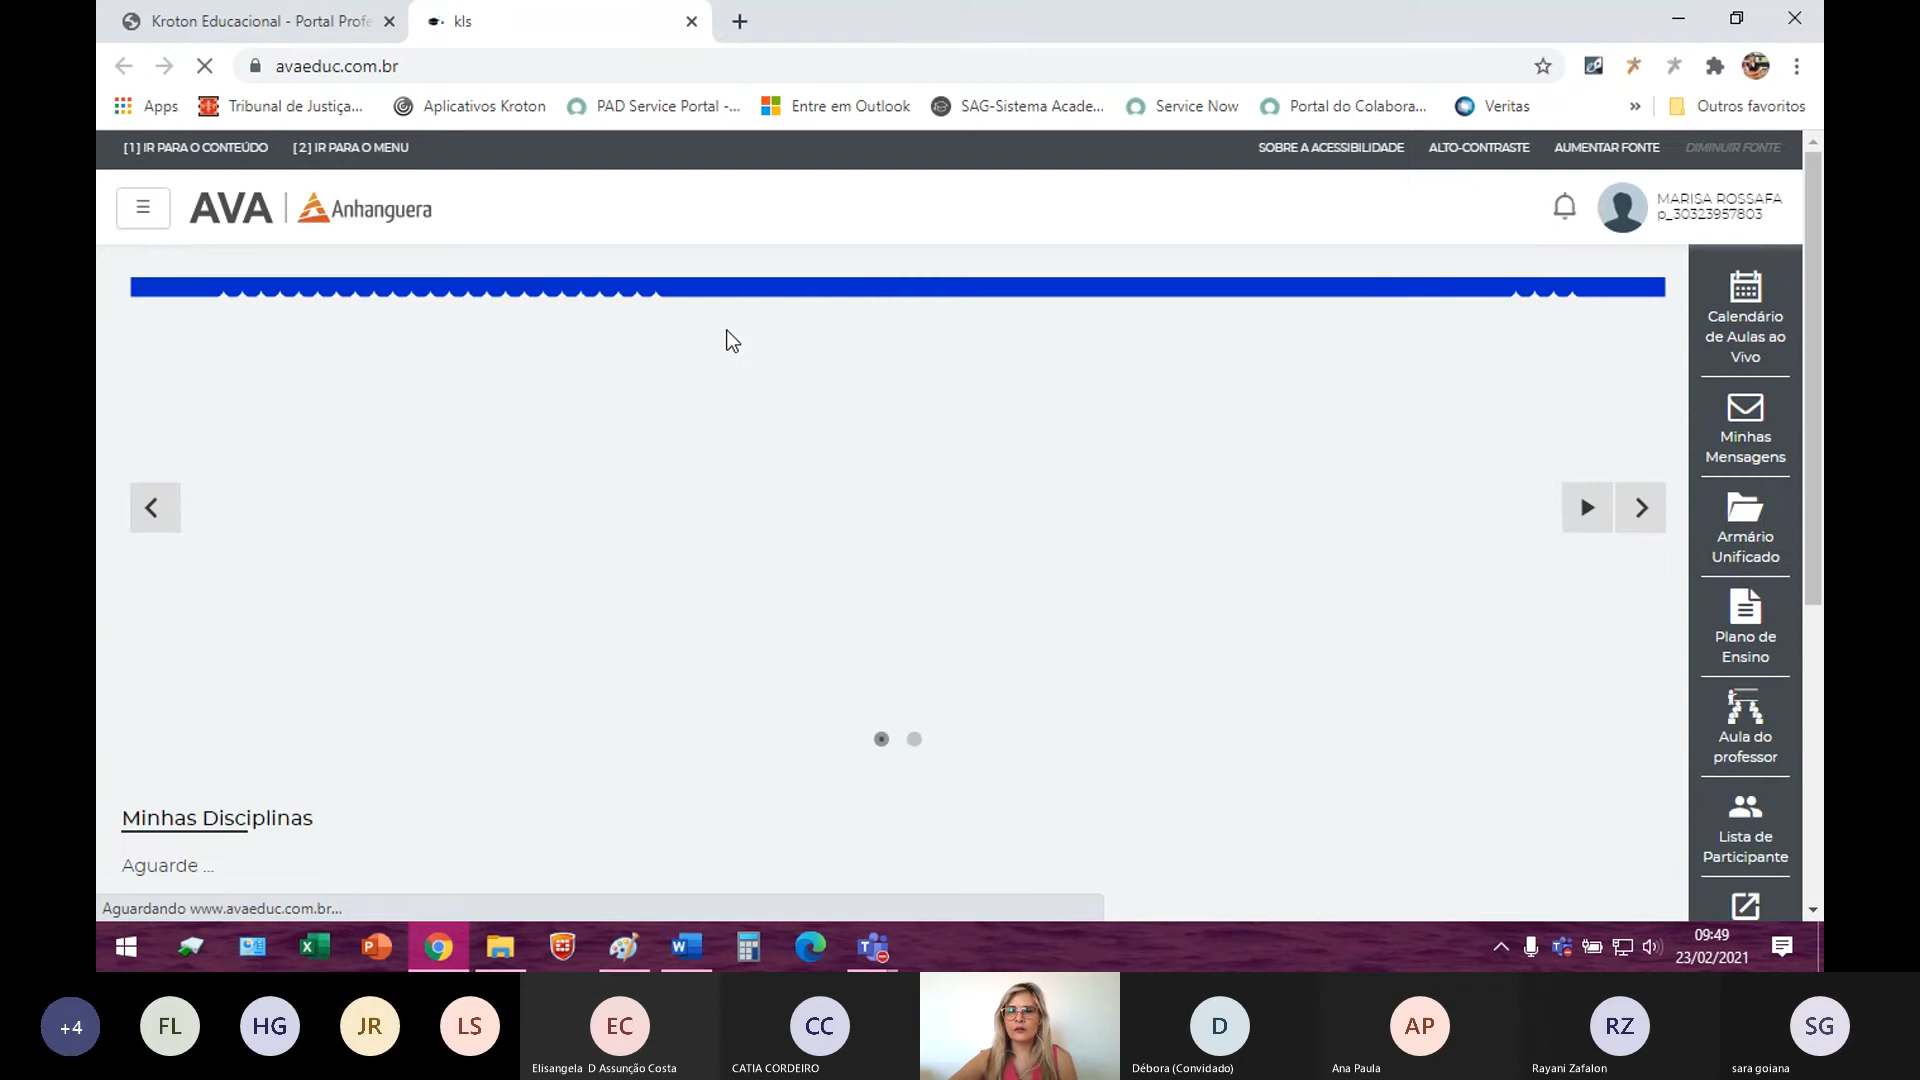 Kroton Educacional - Portal Profe
kls
avaeduc.com.br
Apps
Tribunal de Justiça...
Aplicativos Kroton
PAD Service Portal -...
Entre em Outlook
SAG-Sistema Acade...
Service Now
Portal do Colabora...
Veritas
»
Outros favoritos
[1] IR PARA O CONTEÚDO
[2] IR PARA O MENU
SOBRE A ACESSIBILIDADE
ALTO-CONTRASTE
AUMENTAR FONTE
DIMINUIR FONTE
AVA
Anhanguera
MARISA ROSSAFA
p_30323957803
Calendário
de Aulas ao
Vivo
Minhas
Mensagens
Armário
Unificado
Plano de
Ensino
Aula do
professor
Lista de
Participante
Minhas Disciplinas
Aguarde ...
Aguardando www.avaeduc.com.br...
09:49
23/02/2021
+4
FL
HG
JR
LS
EC
Elisangela D Assunção Costa
CC
CATIA CORDEIRO
D
Débora (Convidado)
AP
Ana Paula
RZ
Rayani Zafalon
SG
sara goiana